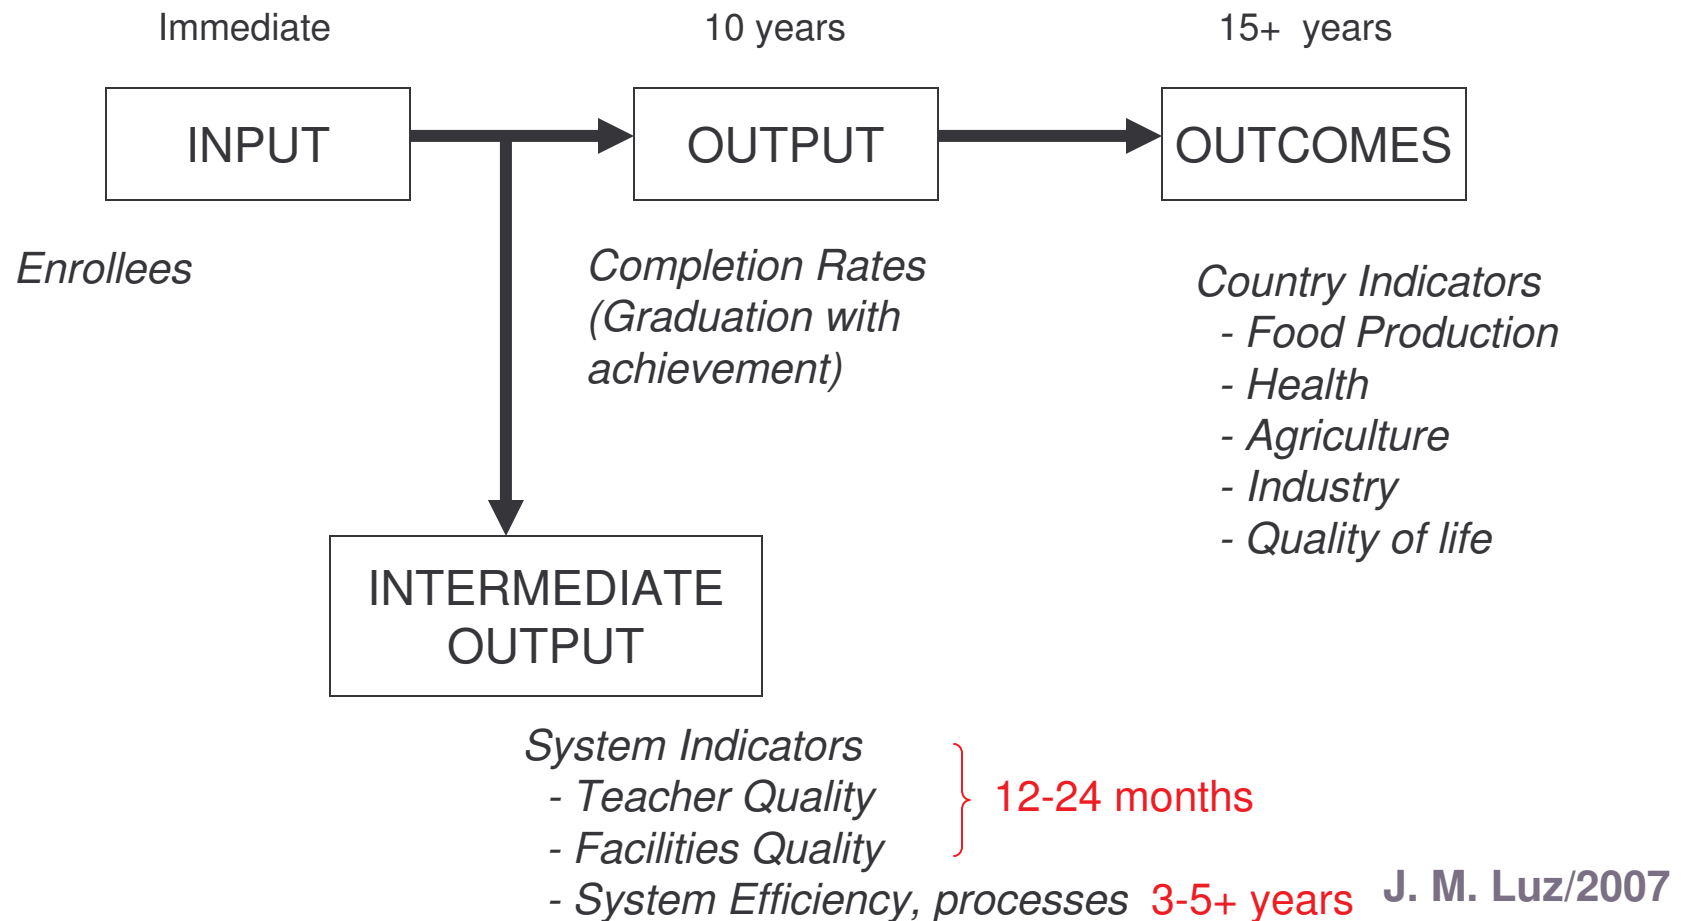 Immediate
10 years
15+ years
INPUT
OUTPUT
OUTCOMES
Enrollees
Completion Rates
(Graduation with
achievement)
Country Indicators
- Food Production
- Health
- Agriculture
- Industry
- Quality of life
INTERMEDIATE
OUTPUT
System Indicators
- Teacher Quality
- Facilities Quality
12-24 months
- System Efficiency, processes 3-5+ years
J. M. Luz/2007